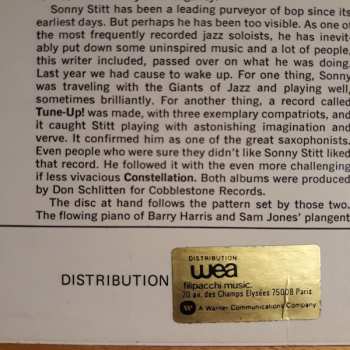 Sonny Stitt has been a leading purveyor of bop since its
earliest days. But perhaps he has been too visible. As one of
the most frequently recorded jazz soloists, he has inevit-
ably put down some uninspired music and a lot of people,
this writer included, passed over on what he was doing.
Last year we had cause to wake up. For one thing, Sonny
was traveling with the Giants of Jazz and playing well,
sometimes brilliantly. For another thing, a record called
Tune-Up! was made, with three exemplary compatriots, and
it caught Stitt playing with astonishing imagination and
verve. It confirmed him as one of the great saxophonists.
Even people who were sure they didn't like Sonny Stitt liked
that record. He followed it with the even more challenging
if less vivacious Constellation. Both albums were produced
by Don Schlitten for Cobblestone Records.
The disc at hand follows the pattern set by those two.
The flowing piano of Barry Harris and Sam Jones' plangent
DISTRIBUTION
DISTRIBUTION
wea
filipacchi music.
70 av. des Champs Elysées 75008 Paris
A Warner Communications Company